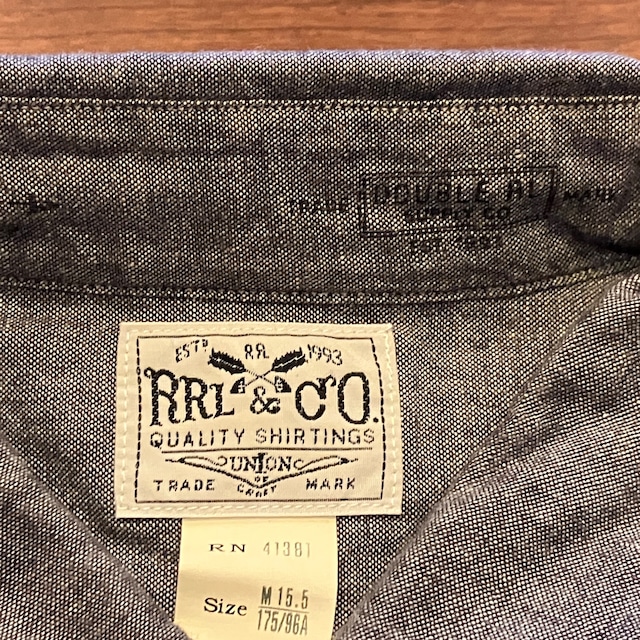 TRADE DOUBLE RL MARK
SUPPLY CO
EST. 1993
ESTD RRL 1993
RRL & CO.
QUALITY SHIRTINGS
UNION
OF
TRADE CRAFT MARK
RN 41381
Size M 15.5
175/96A